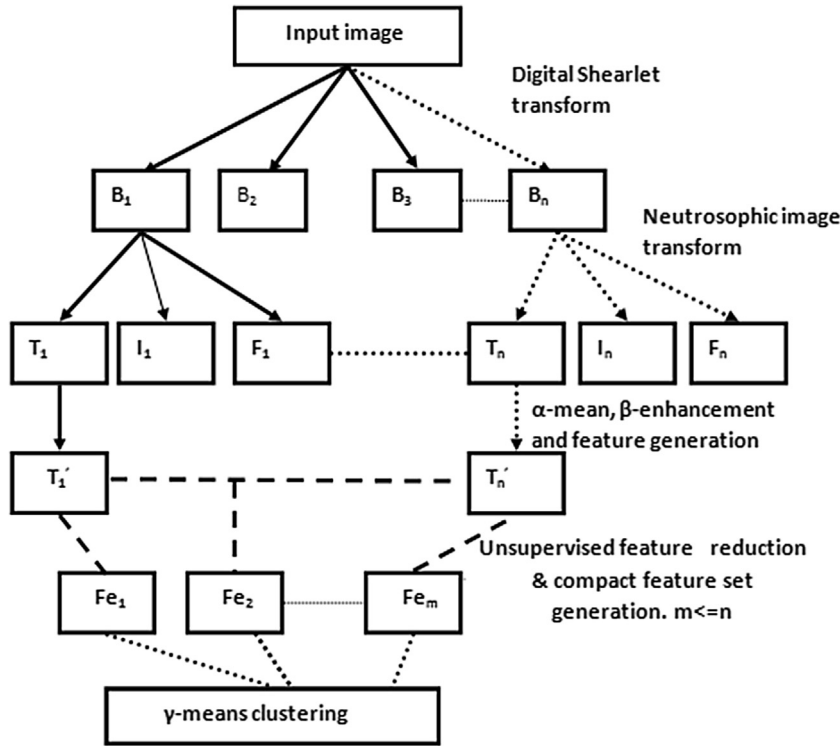 Input image
Digital Shearlet
transform
B₁
B₂
B₃
Bₙ
Neutrosophic image
transform
T₁
I₁
F₁
Tₙ
Iₙ
Fₙ
α-mean, β-enhancement
and feature generation
T₁´
Tₙ´
Unsupervised feature reduction
& compact feature set
generation. m<=n
Fe₁
Fe₂
Feₘ
γ-means clustering